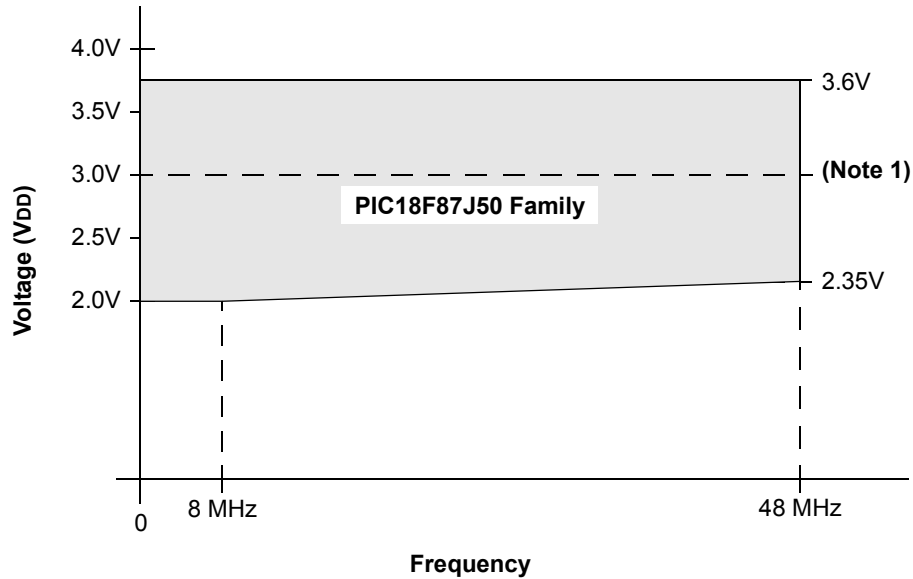 4.0V
3.6V
3.5V
3.0V
(Note 1)
PIC18F87J50 Family
2.5V
2.35V
2.0V
Voltage (VDD)
0
8 MHz
48 MHz
Frequency